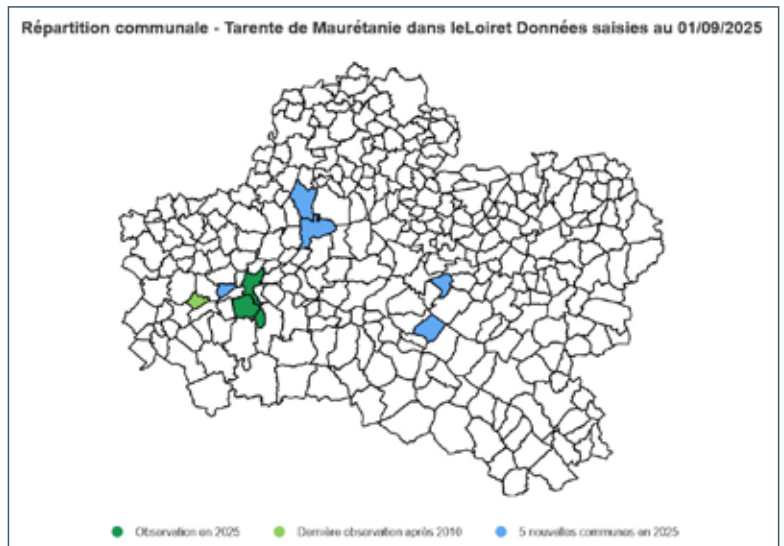 Répartition communale - Tarente de Maurétanie dans leLoiret Données saisies au 01/09/2025
Observation en 2025
Dernière observation après 2010
5 nouvelles communes en 2025